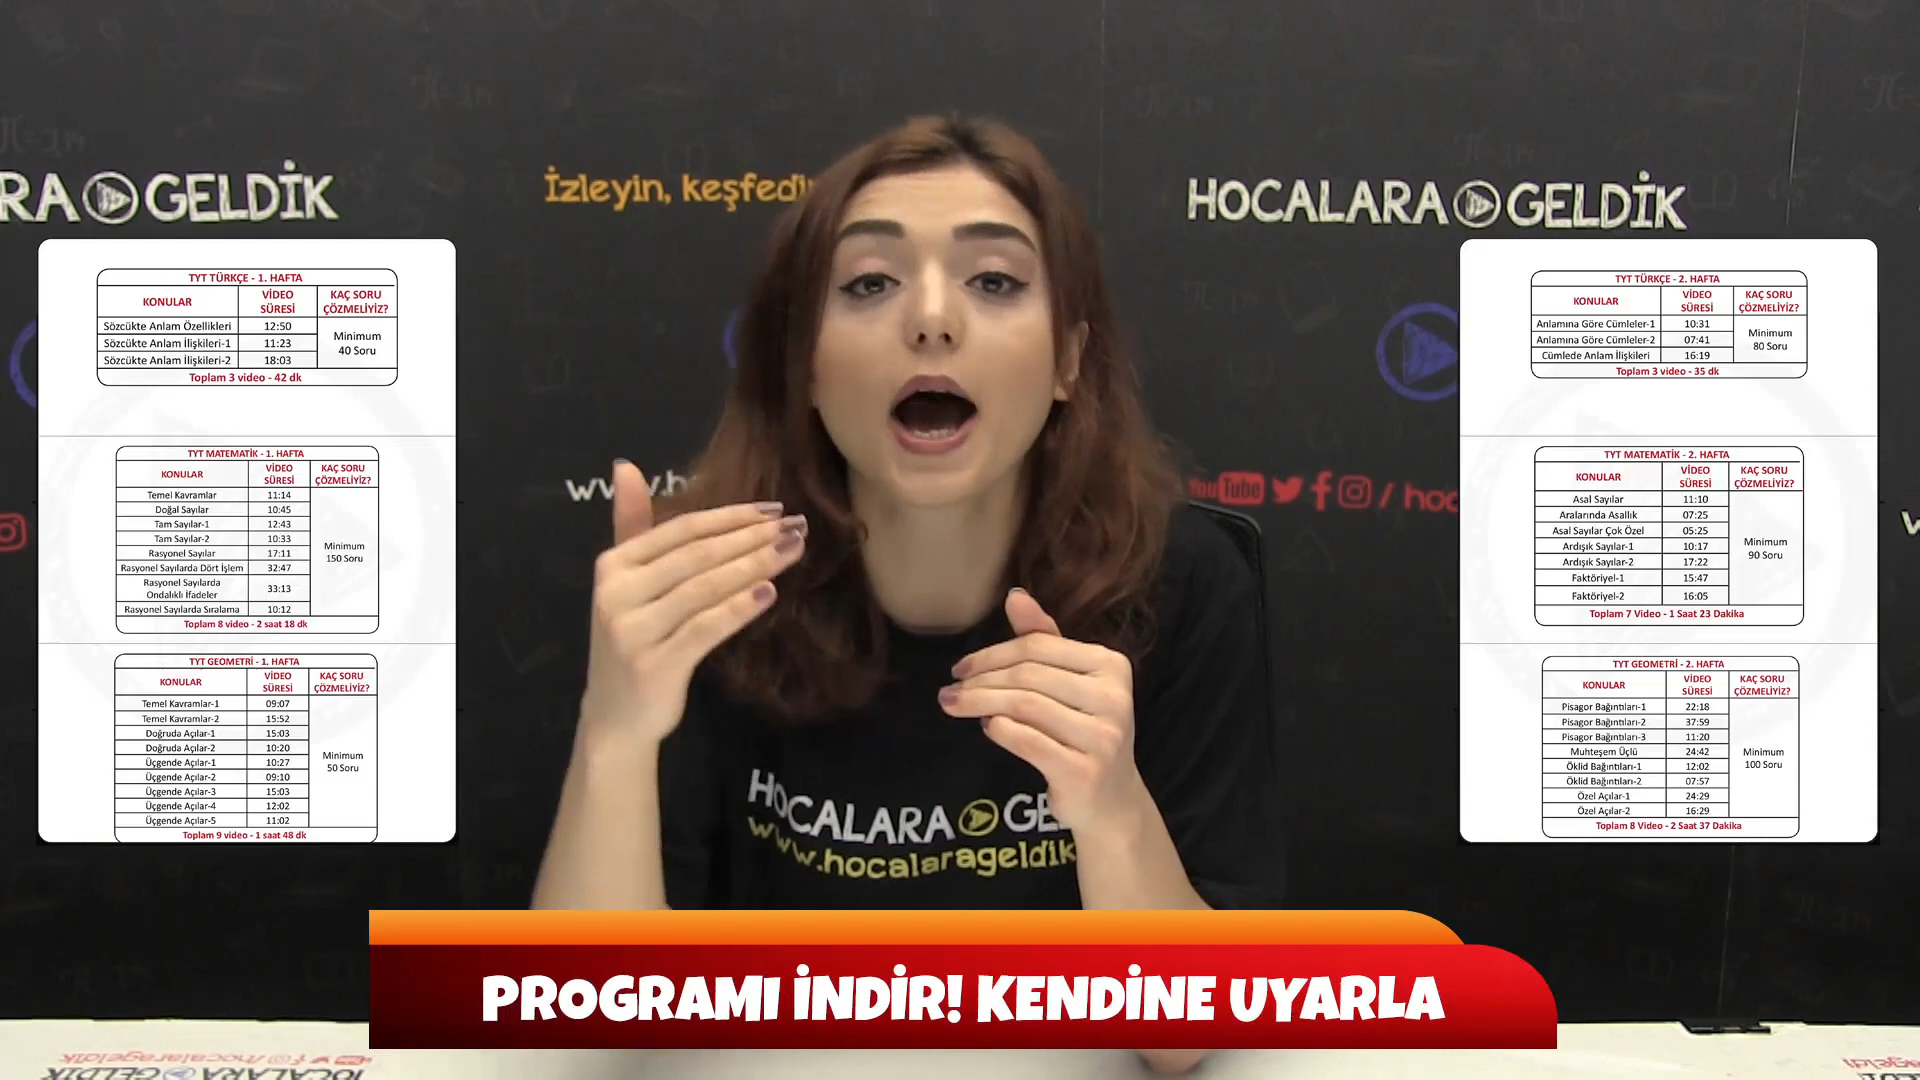 RA GELDİK
İzleyin, keşfedi
HOCALARA GELDİK
TYT TÜRKÇE - 1. HAFTA
KONULAR VİDEO SÜRESİ KAÇ SORU ÇÖZMELİYİZ?
Sözcükte Anlam Özellikleri 12:50
Sözcükte Anlam İlişkileri-1 11:23
Sözcükte Anlam İlişkileri-2 18:03
Minimum
40 Soru
Toplam 3 video - 42 dk
TYT MATEMATİK - 1. HAFTA
KONULAR VİDEO SÜRESİ KAÇ SORU ÇÖZMELİYİZ?
Temel Kavramlar 11:14
Doğal Sayılar 10:45
Tam Sayılar-1 12:43
Tam Sayılar-2 10:33
Rasyonel Sayılar 17:11
Rasyonel Sayılarda Dört İşlem 32:47
Rasyonel Sayılarda
Ondalıklı İfadeler 33:13
Rasyonel Sayılarda Sıralama 10:12
Minimum
150 Soru
Toplam 8 video - 2 saat 18 dk
TYT GEOMETRİ - 1. HAFTA
KONULAR VİDEO SÜRESİ KAÇ SORU ÇÖZMELİYİZ?
Temel Kavramlar-1 09:07
Temel Kavramlar-2 15:52
Doğruda Açılar-1 15:03
Doğruda Açılar-2 10:20
Üçgende Açılar-1 10:27
Üçgende Açılar-2 09:10
Üçgende Açılar-3 15:03
Üçgende Açılar-4 12:02
Üçgende Açılar-5 11:02
Minimum
50 Soru
Toplam 9 video - 1 saat 48 dk
www.h
YouTube / hoc
TYT TÜRKÇE - 2. HAFTA
KONULAR VİDEO SÜRESİ KAÇ SORU ÇÖZMELİYİZ?
Anlamına Göre Cümleler-1 10:31
Anlamına Göre Cümleler-2 07:41
Cümlede Anlam İlişkileri 16:19
Minimum
80 Soru
Toplam 3 video - 35 dk
TYT MATEMATİK - 2. HAFTA
KONULAR VİDEO SÜRESİ KAÇ SORU ÇÖZMELİYİZ?
Asal Sayılar 11:10
Aralarında Asallık 07:25
Asal Sayılar Çok Özel 05:25
Ardışık Sayılar-1 10:17
Ardışık Sayılar-2 17:22
Faktöriyel-1 15:47
Faktöriyel-2 16:05
Minimum
90 Soru
Toplam 7 Video - 1 Saat 23 Dakika
TYT GEOMETRİ - 2. HAFTA
KONULAR VİDEO SÜRESİ KAÇ SORU ÇÖZMELİYİZ?
Pisagor Bağıntıları-1 22:18
Pisagor Bağıntıları-2 37:59
Pisagor Bağıntıları-3 11:20
Muhteşem Üçlü 24:42
Öklid Bağıntıları-1 12:02
Öklid Bağıntıları-2 07:57
Özel Açılar-1 24:29
Özel Açılar-2 16:29
Minimum
100 Soru
Toplam 8 Video - 2 Saat 37 Dakika
HOCALARA GE
www.hocalarageldik
PROGRAMI İNDİR! KENDİNE UYARLA
/hocalarageldik
HOCALARA GELDİK